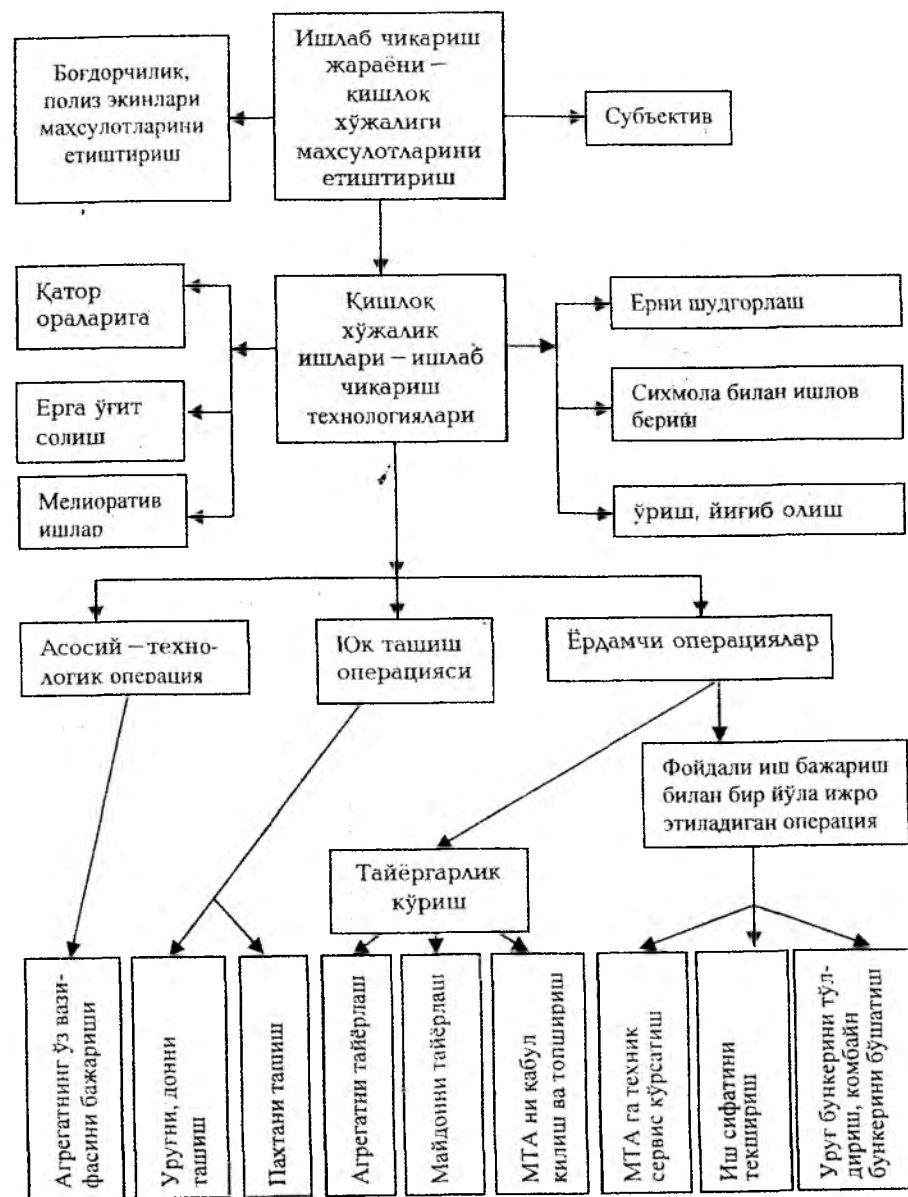 Боғдорчилик,
полиз экинлари
маҳсулотларини
етиштириш
Ишлаб чиқариш
жараёни –
қишлоқ
хўжалиги
маҳсулотларини
етиштириш
Субъектив
Қатор
ораларига
Ерга ўғит
солиш
Мелиоратив
ишлар
Қишлоқ
хўжалик
ишлари – ишлаб
чиқариш
технологиялари
Ерни шудгорлаш
Сихмола билан ишлов
бериш
ўриш, йиғиб олиш
Асосий – техно-
логик операция
Юк ташиш
операцияси
Ёрдамчи операциялар
Фойдали иш бажариш
билан бир йўла ижро
этиладиган операция
Тайёргарлик
кўриш
Агрегатнинг ўз вази-
фасини бажариши
Уруғни, донни
ташиш
Пахтани ташиш
Агрегатни тайёрлаш
Майдонни тайёрлаш
МТА ни кабул
килиш ва топшириш
МТА га техник
сервис кўрсатиш
Иш сифатини
текшириш
Уруғ бункерини тўл-
дириш, комбайн
бункерини бўшатиш